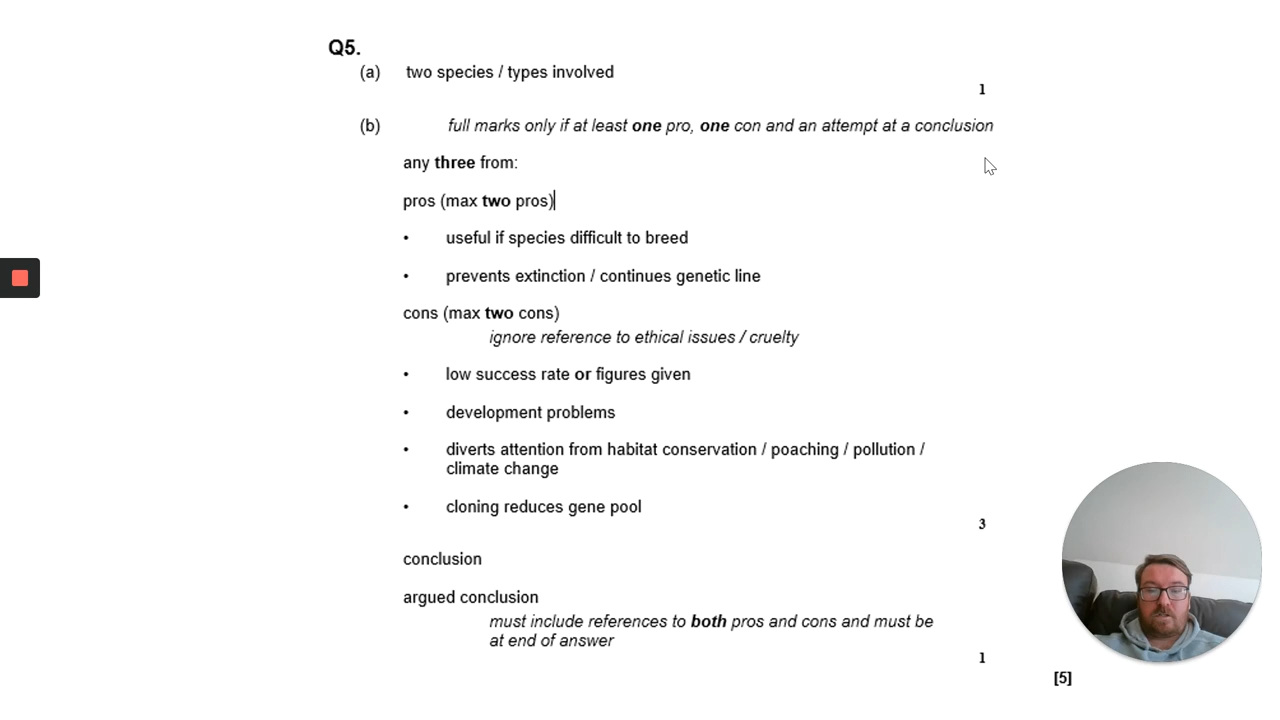 Q5.
(a) two species / types involved
1
(b) full marks only if at least one pro, one con and an attempt at a conclusion
any three from:
pros (max two pros)
• useful if species difficult to breed
• prevents extinction / continues genetic line
cons (max two cons)
ignore reference to ethical issues / cruelty
• low success rate or figures given
• development problems
• diverts attention from habitat conservation / poaching / pollution /
climate change
• cloning reduces gene pool
3
conclusion
argued conclusion
must include references to both pros and cons and must be
at end of answer
1
[5]